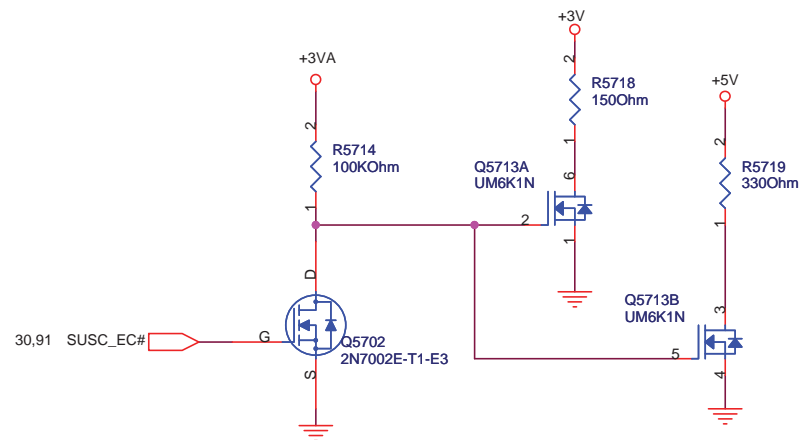 +3V
+3VA
2
R5718
150Ohm
+5V
2
R5714
100KOhm
1
2
R5719
330Ohm
Q5713A
UM6K1N
6
1
2
1
1
D
Q5713B
UM6K1N
3
30,91 SUSC_EC#
G
Q5702
2N7002E-T1-E3
5
S
4